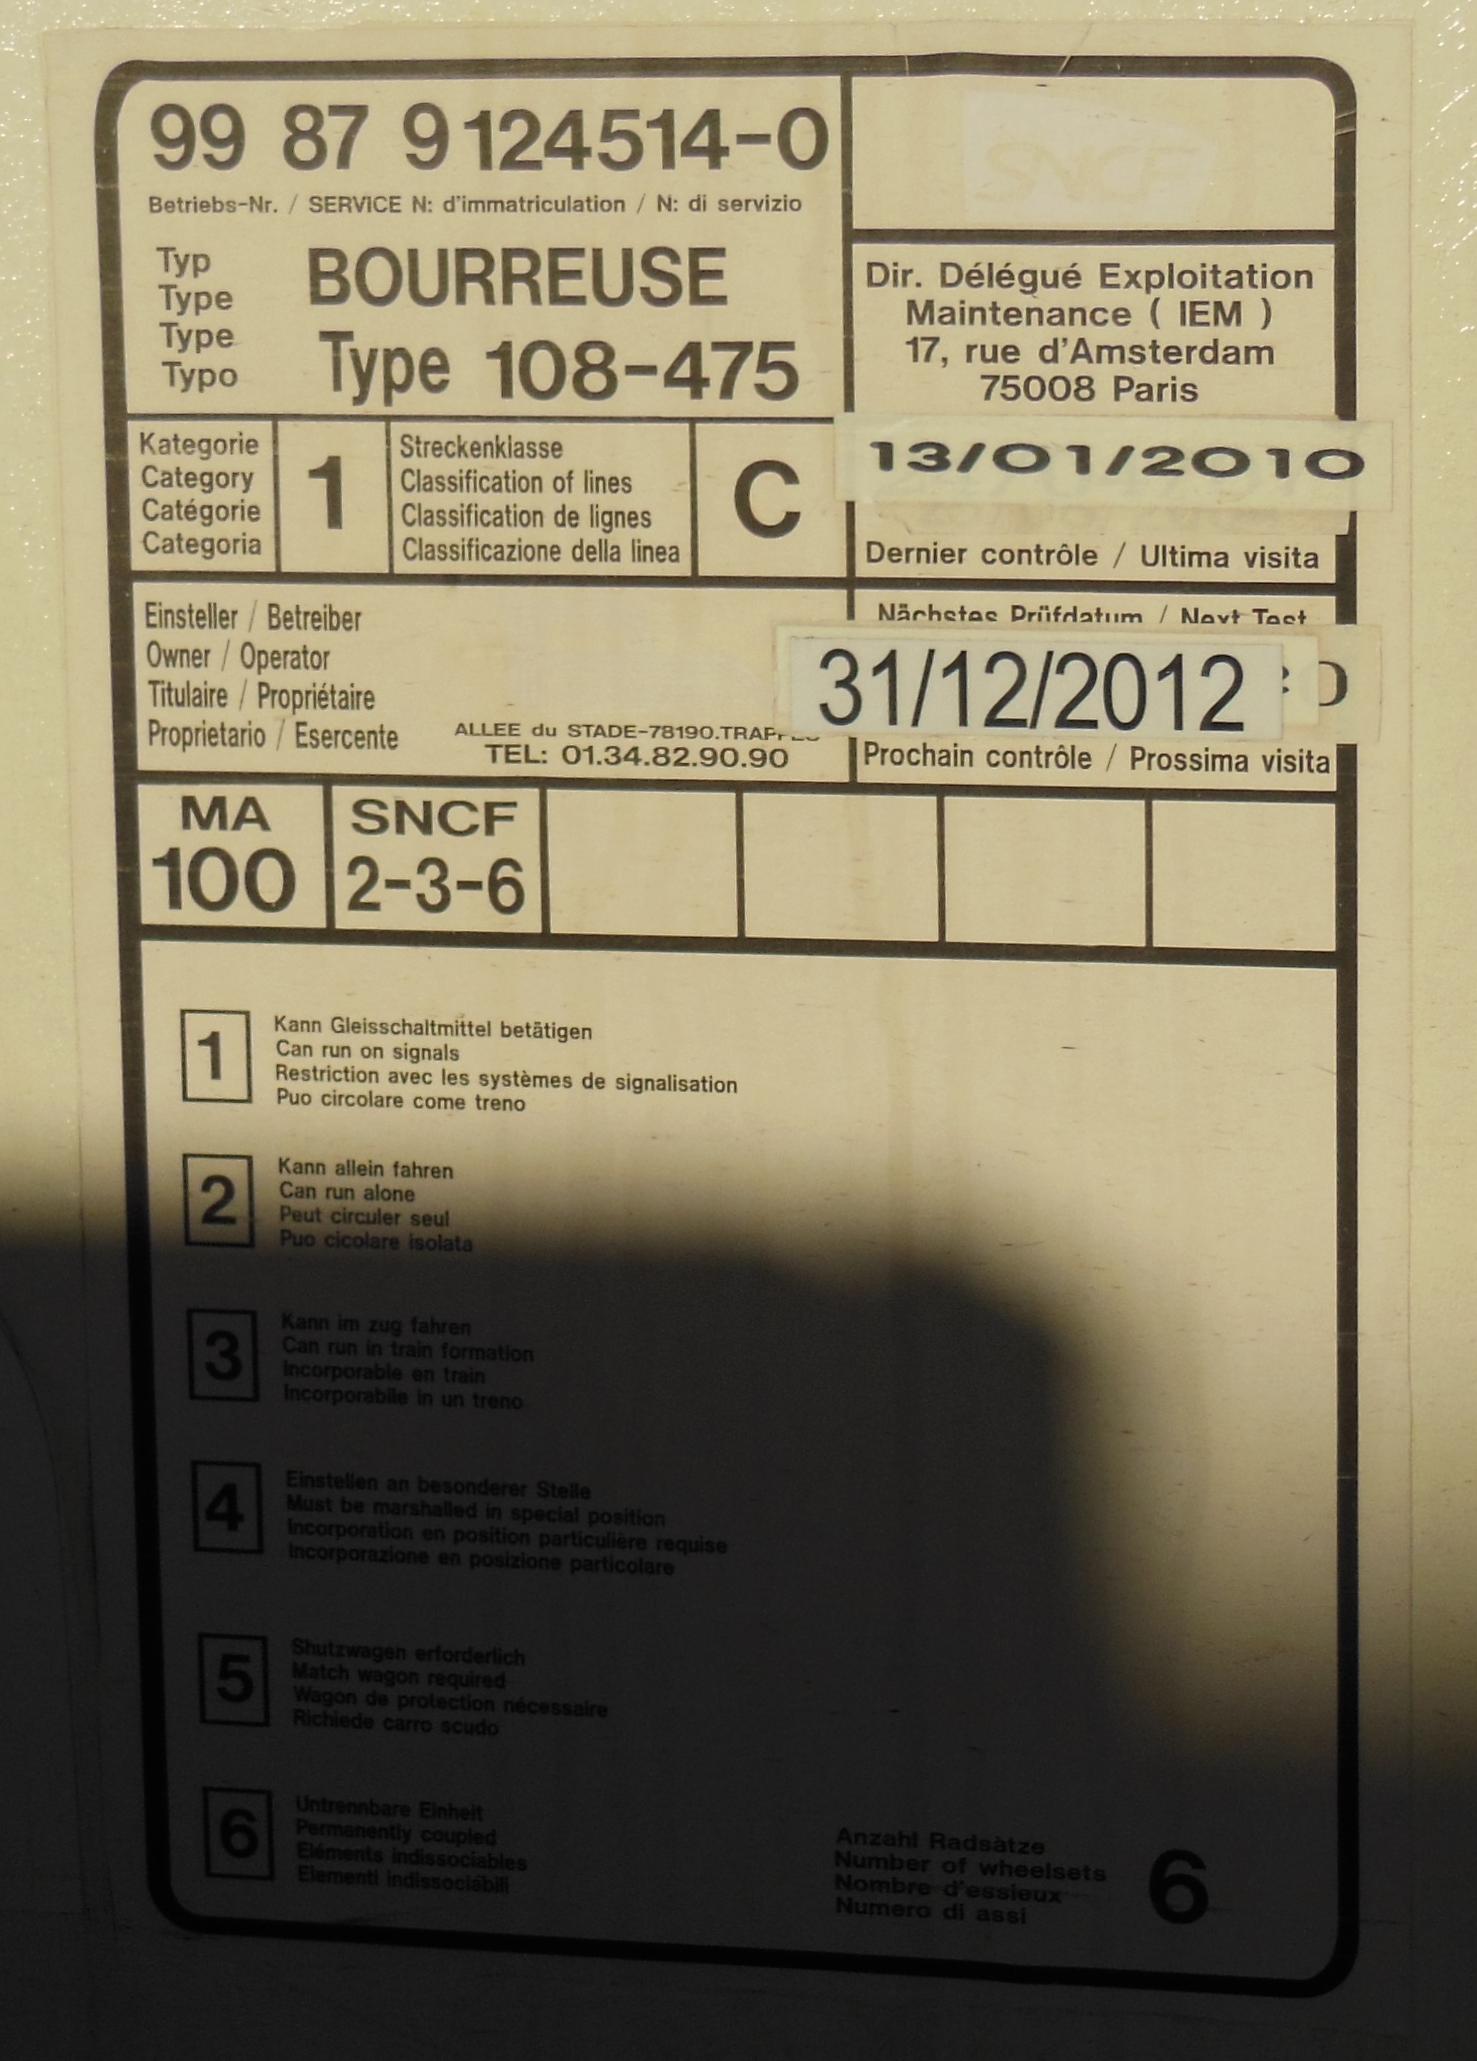 99 87 9124514-0
Betriebs-Nr. / SERVICE N: d'immatriculation / N: di servizio
Typ
Type
Type
Typo
BOURREUSE
Type 108-475
SNCF
Dir. Délégué Exploitation
Maintenance ( IEM )
17, rue d'Amsterdam
75008 Paris
Kategorie
Category
Catégorie
Categoria
1
Streckenklasse
Classification of lines
Classification de lignes
Classificazione della linea
C
13/01/2010
Dernier contrôle / Ultima visita
Einsteller / Betreiber
Owner / Operator
Titulaire / Propriétaire
Proprietario / Esercente
ALLEE du STADE-78190.TRAPPES
TEL: 01.34.82.90.90
Nächstes Prüfdatum / Next Test
31/12/2012
Prochain contrôle / Prossima visita
MA
100
SNCF
2-3-6
1
Kann Gleisschaltmittel betätigen
Can run on signals
Restriction avec les systèmes de signalisation
Puo circolare come treno
2
Kann allein fahren
Can run alone
Peut circuler seul
Puo cicolare isolata
3
Kann im zug fahren
Can run in train formation
Incorporable en train
Incorporabile in un treno
4
Einstellen an besonderer Stelle
Must be marshalled in special position
Incorporation en position particulière requise
Incorporazione en posizione particolare
5
Shutzwagen erforderlich
Match wagon required
Wagon de protection nécessaire
Richiede carro scudo
6
Untrennbare Einheit
Permanently coupled
Eléments indissociables
Elementi indissociabili
Anzahl Radsàtze
Number of wheelsets
Nombre d'essieux
Numero di assi
6